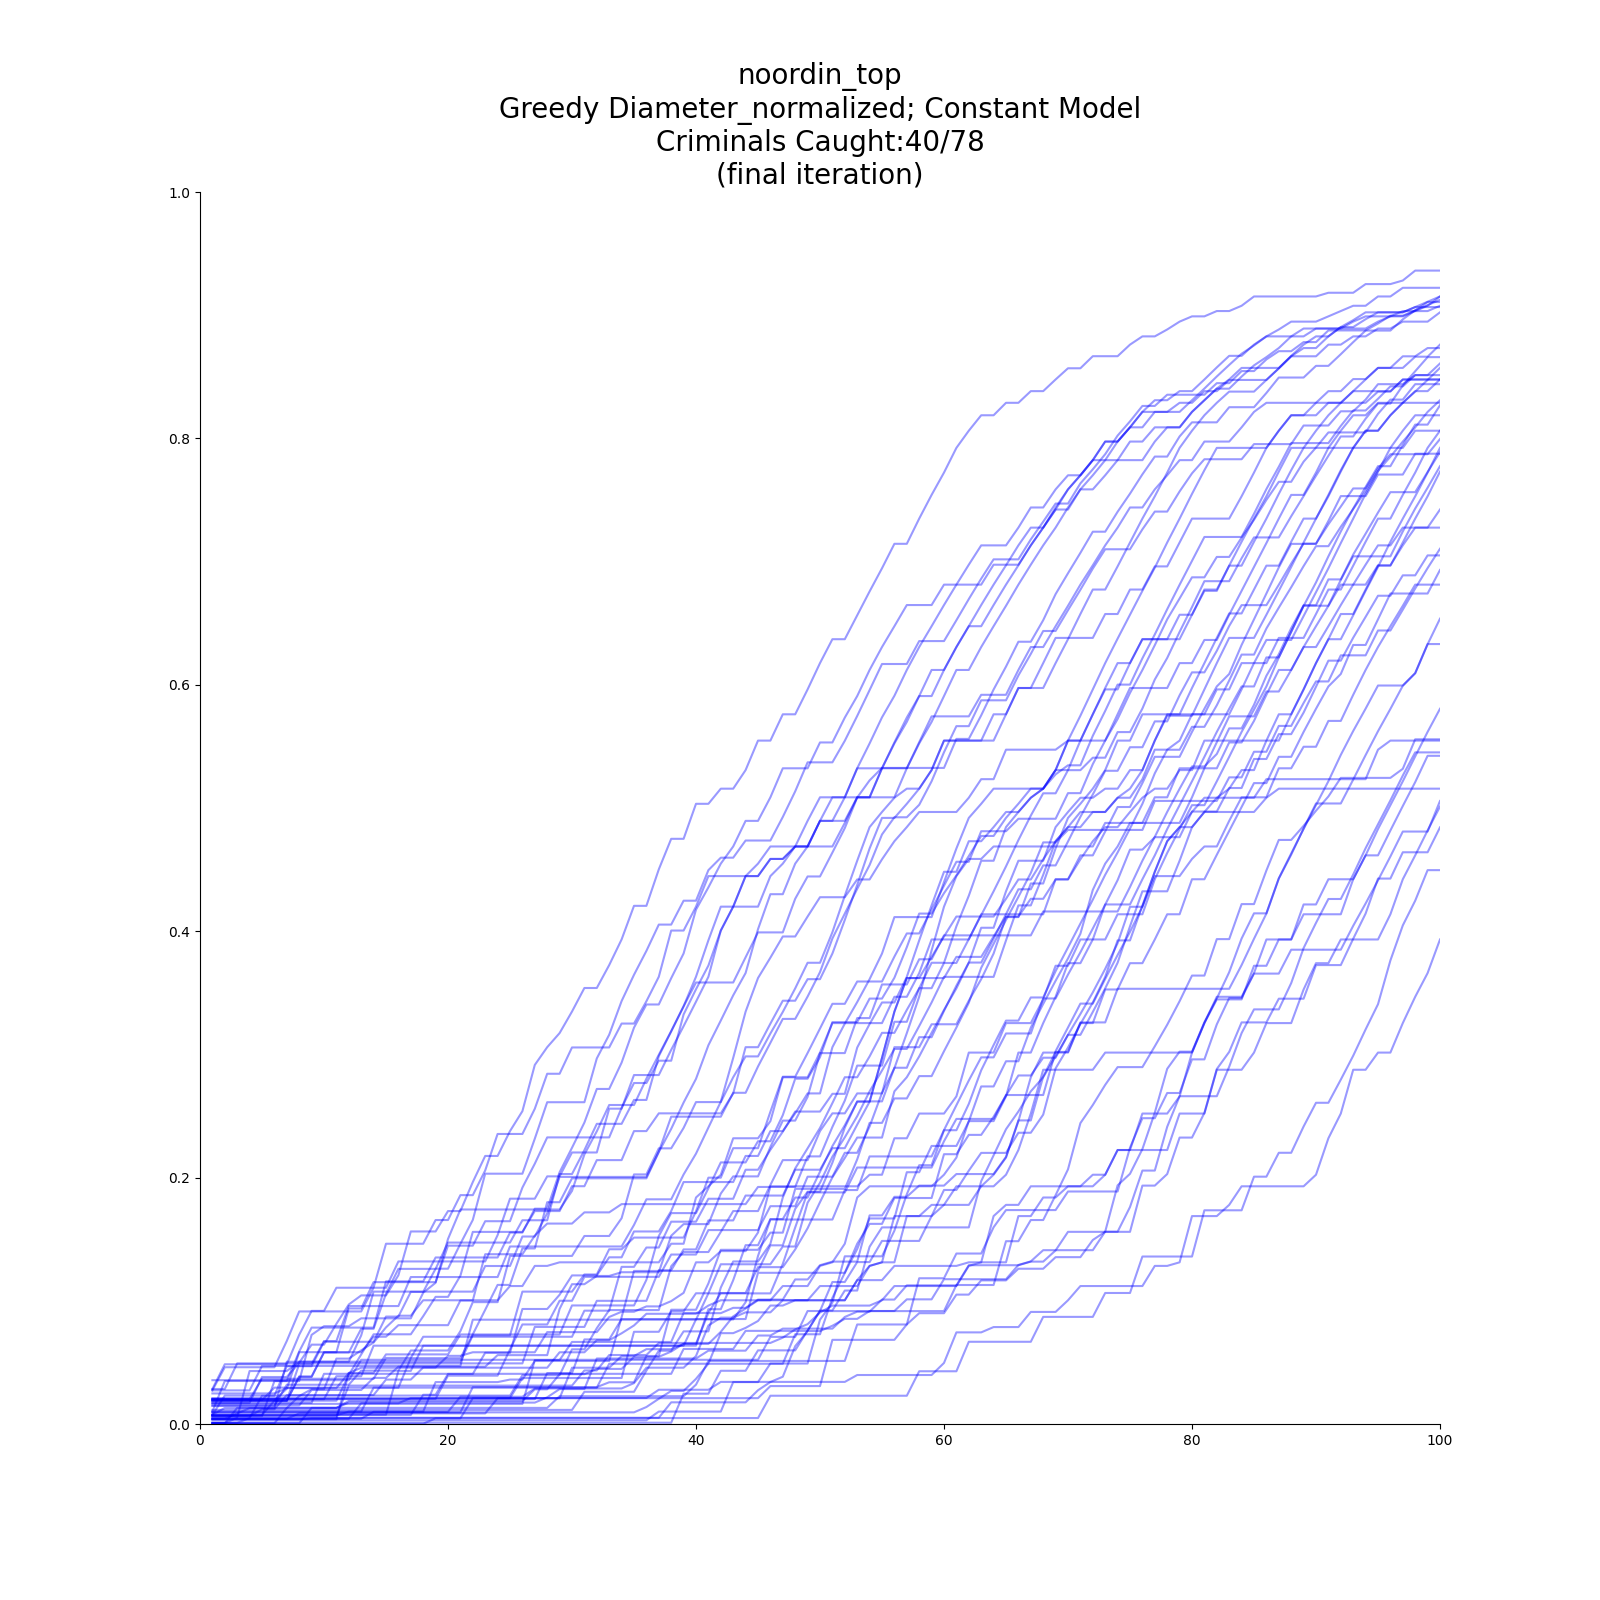 noordin_top
Greedy Diameter_normalized; Constant Model
Criminals Caught:40/78
(final iteration)
1.0
0.8
0.6
0.4
0.2
0.0
0 20 40 60 80 100